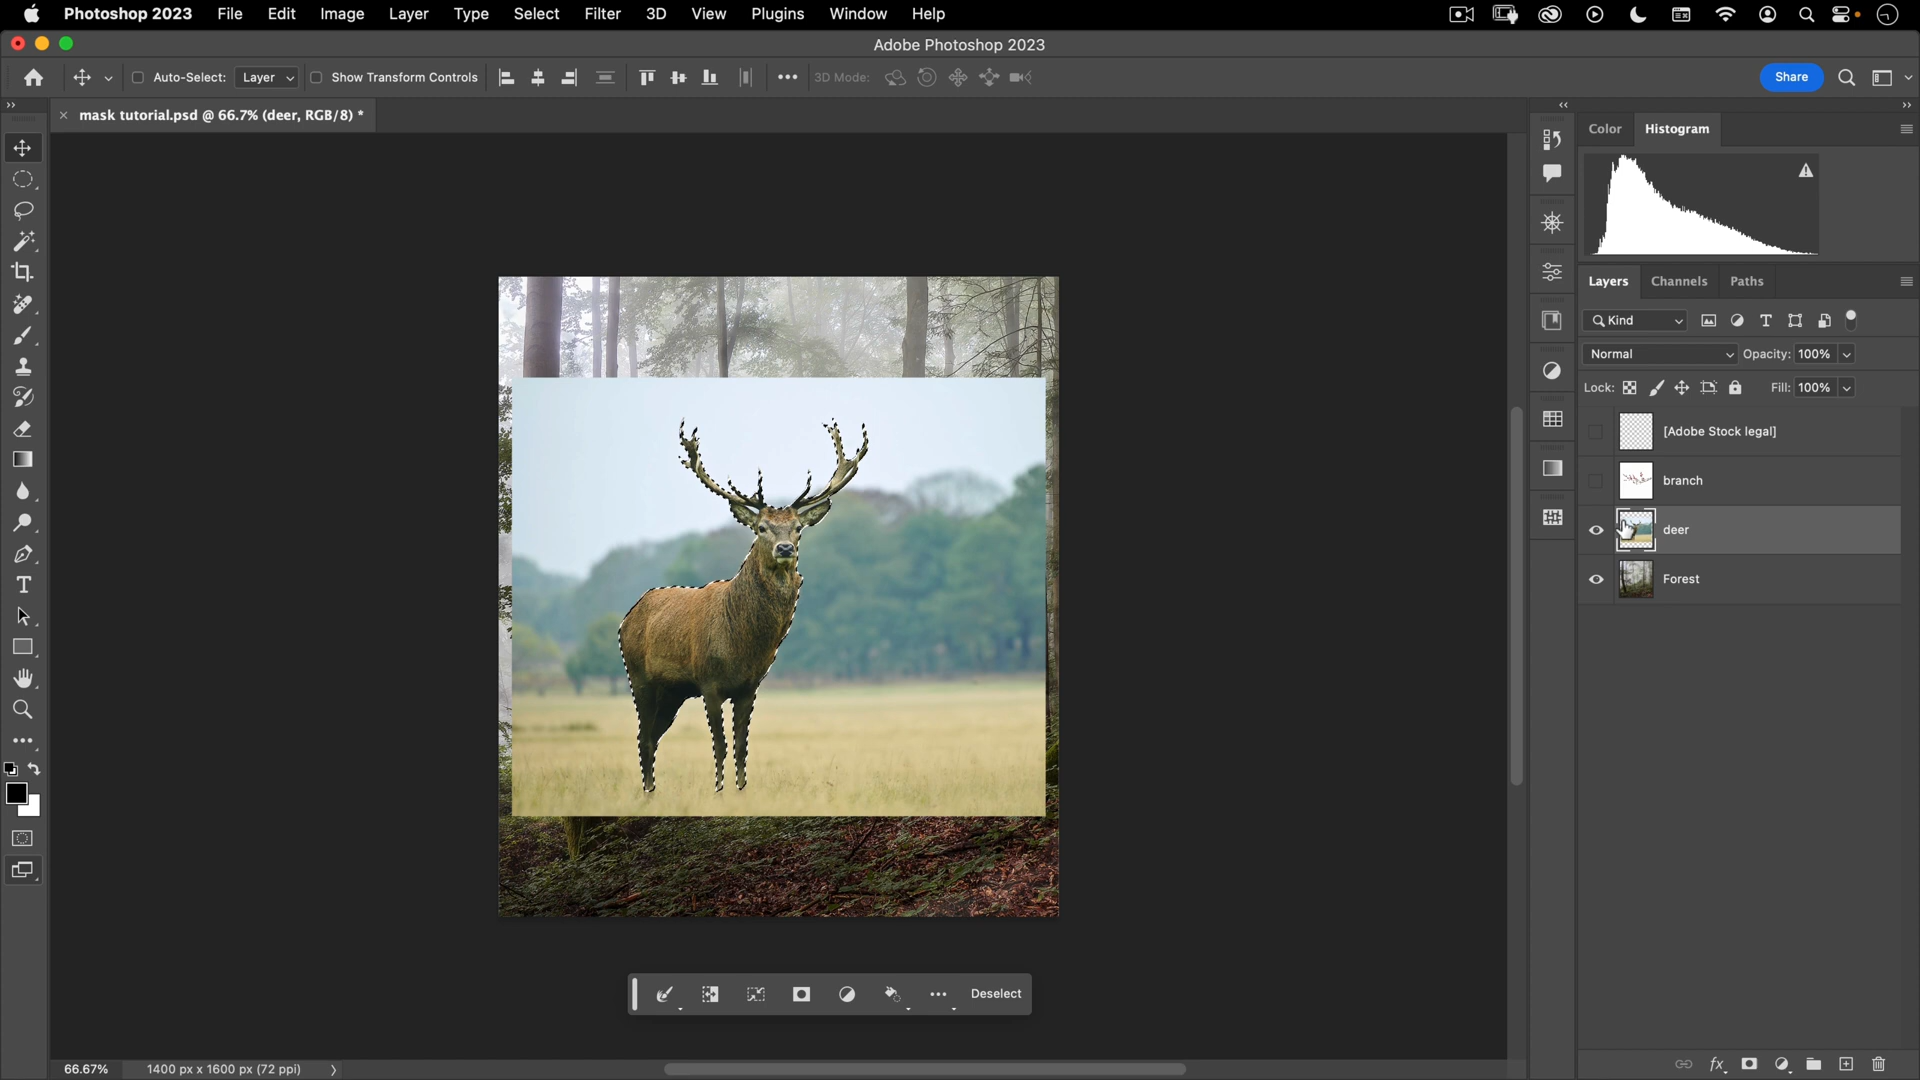 Photoshop 2023 File Edit Image Layer Type Select Filter 3D View Plugins Window Help
Adobe Photoshop 2023
Auto-Select: Layer Show Transform Controls 3D Mode: Share
mask tutorial.psd @ 66.7% (deer, RGB/8) *
Color Histogram
Layers Channels Paths
Kind
Normal Opacity: 100%
Lock: Fill: 100%
[Adobe Stock legal]
branch
deer
Forest
Deselect
66.67% 1400 px x 1600 px (72 ppi)